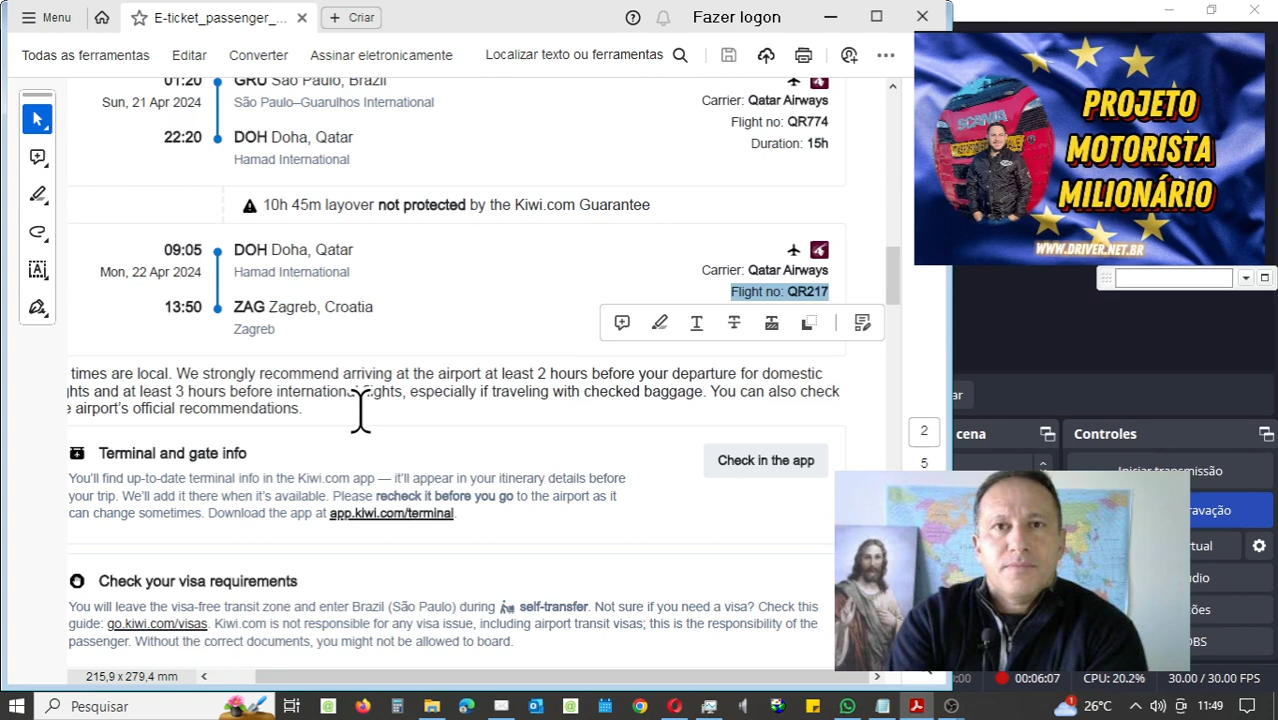 Menu
E-ticket_passenger_...
Criar
Fazer logon
Todas as ferramentas
Editar
Converter
Assinar eletronicamente
Localizar texto ou ferramentas
01:20
GRU São Paulo, Brazil
Sun, 21 Apr 2024
São Paulo–Guarulhos International
Carrier: Qatar Airways
Flight no: QR774
Duration: 15h
22:20
DOH Doha, Qatar
Hamad International
10h 45m layover not protected by the Kiwi.com Guarantee
09:05
DOH Doha, Qatar
Mon, 22 Apr 2024
Hamad International
Carrier: Qatar Airways
Flight no: QR217
13:50
ZAG Zagreb, Croatia
Zagreb
times are local. We strongly recommend arriving at the airport at least 2 hours before your departure for domestic
ghts and at least 3 hours before international flights, especially if traveling with checked baggage. You can also check
e airport's official recommendations.
Terminal and gate info
Check in the app
You'll find up-to-date terminal info in the Kiwi.com app — it'll appear in your itinerary details before
your trip. We'll add it there when it's available. Please recheck it before you go to the airport as it
can change sometimes. Download the app at app.kiwi.com/terminal.
Check your visa requirements
You will leave the visa-free transit zone and enter Brazil (São Paulo) during self-transfer. Not sure if you need a visa? Check this
guide: go.kiwi.com/visas. Kiwi.com is not responsible for any visa issue, including airport transit visas; this is the responsibility of the
passenger. Without the correct documents, you might not be allowed to board.
215,9 x 279,4 mm
2
5
PROJETO
MOTORISTA
MILIONÁRIO
WWW.DRIVER.NET.BR
SCANIA
ar
cena
Controles
Iniciar transmissão
ravação
rtual
údio
ões
OBS
00:06:07
CPU: 20.2%
30.00 / 30.00 FPS
Pesquisar
26°C
11:49